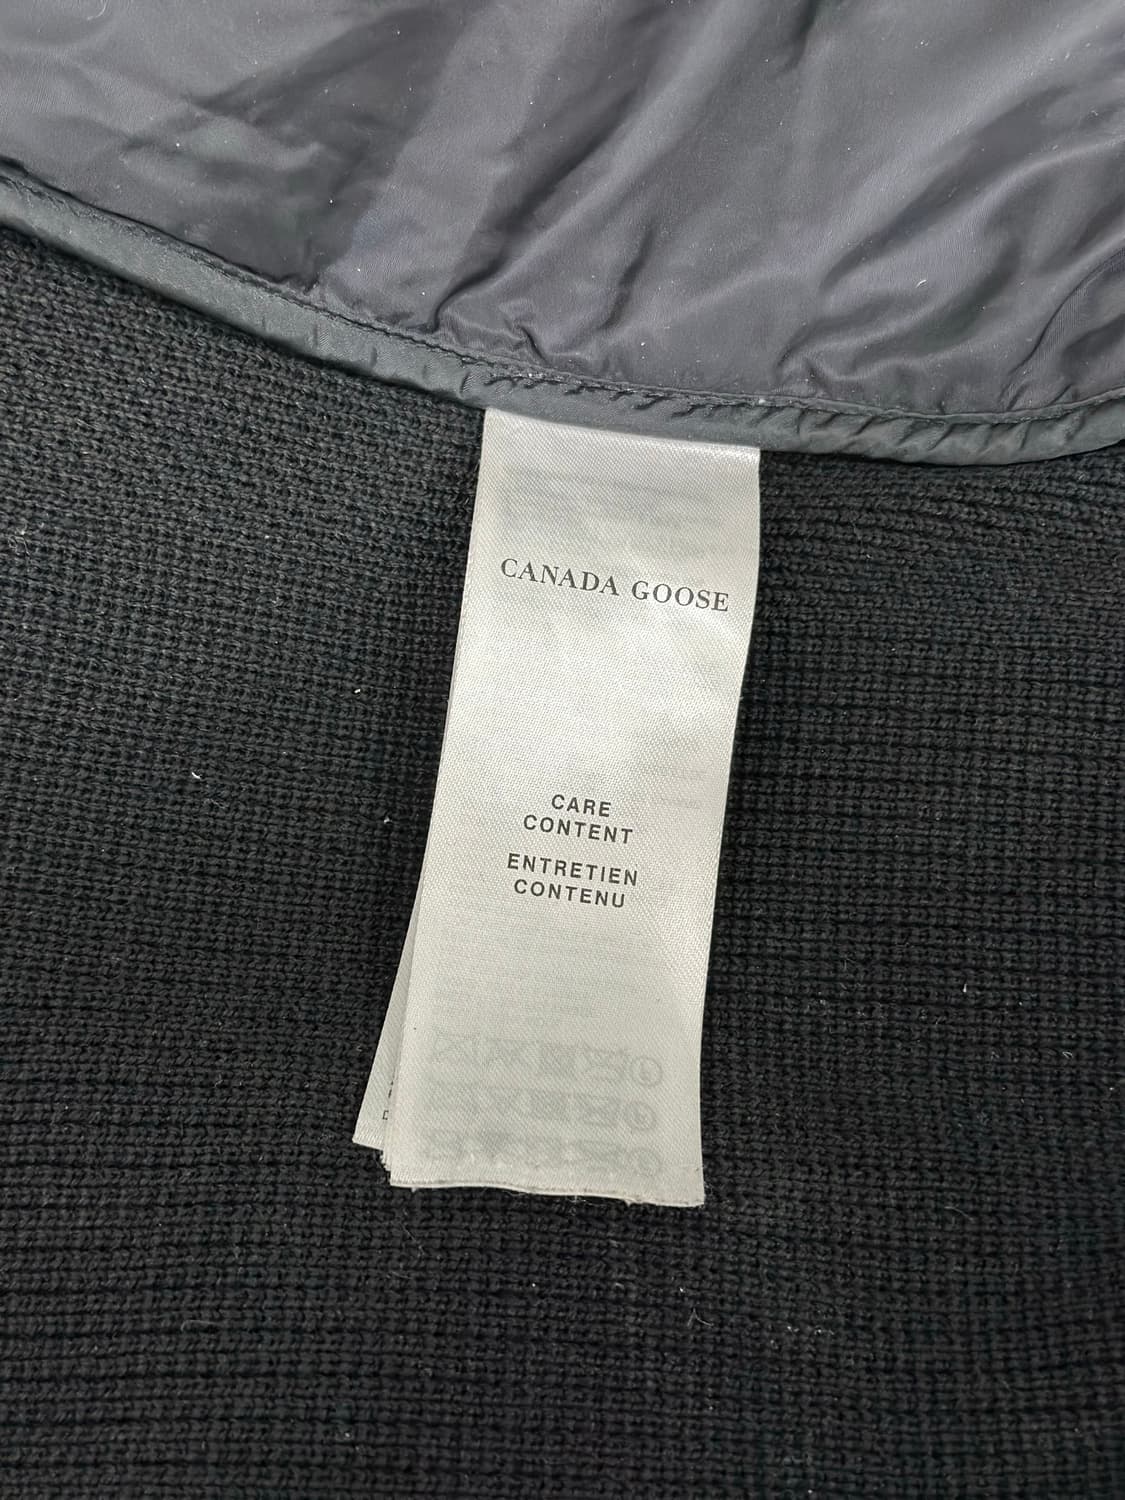 CANADA GOOSE
CARE
CONTENT
ENTRETIEN
CONTENU